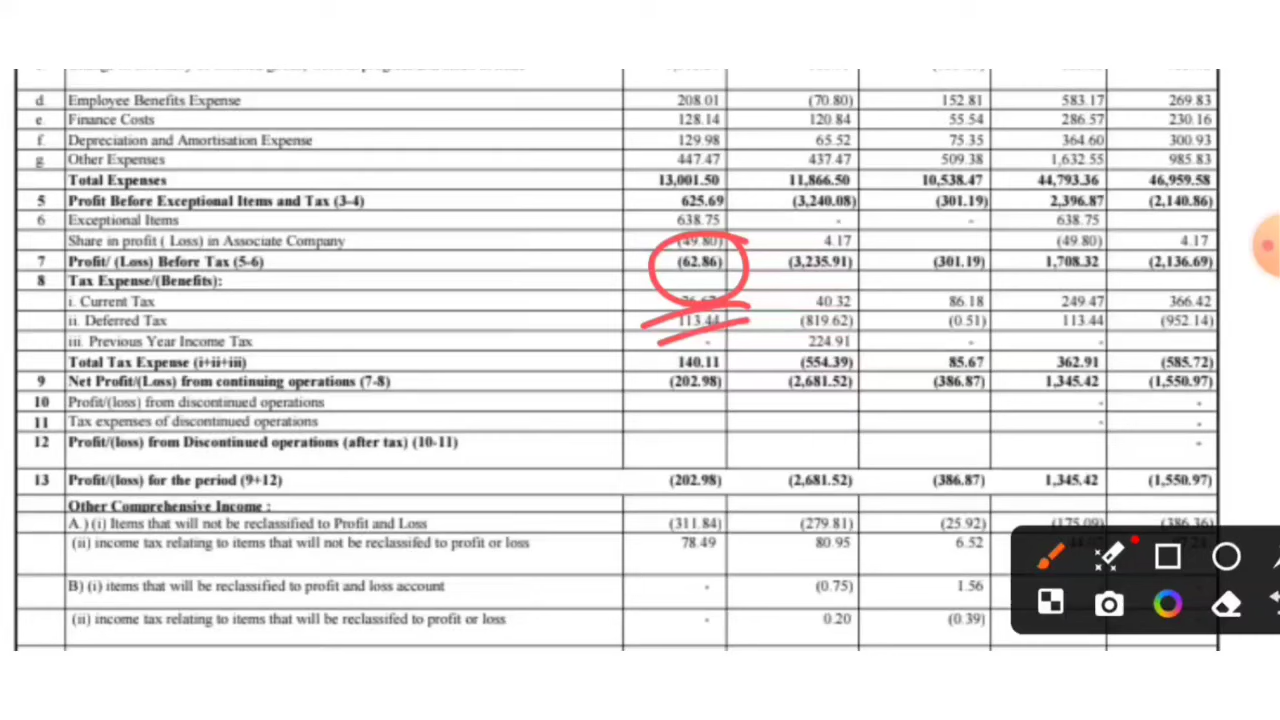 d. Employee Benefits Expense 208.01 (70.80) 152.81 583.17 269.83
e. Finance Costs 128.14 120.84 55.54 286.57 230.16
f. Depreciation and Amortisation Expense 129.98 65.52 75.35 364.60 300.93
g. Other Expenses 447.47 437.47 509.38 1,632.55 985.83
Total Expenses 13,001.50 11,866.50 10,538.47 44,793.36 46,959.58
5 Profit Before Exceptional Items and Tax (3-4) 625.69 (3,240.08) (301.19) 2,396.87 (2,140.86)
6 Exceptional Items 638.75 - - 638.75
Share in profit ( Loss) in Associate Company (49.80) 4.17 (49.80) 4.17
7 Profit/ (Loss) Before Tax (5-6) (62.86) (3,235.91) (301.19) 1,708.32 (2,136.69)
8 Tax Expense/(Benefits):
i. Current Tax 40.32 86.18 249.47 366.42
ii. Deferred Tax 113.44 (819.62) (0.51) 113.44 (952.14)
iii. Previous Year Income Tax - 224.91 - -
Total Tax Expense (i+ii+iii) 140.11 (554.39) 85.67 362.91 (585.72)
9 Net Profit/(Loss) from continuing operations (7-8) (202.98) (2,681.52) (386.87) 1,345.42 (1,550.97)
10 Profit/(loss) from discontinued operations - -
11 Tax expenses of discontinued operations - -
12 Profit/(loss) from Discontinued operations (after tax) (10-11) -
13 Profit/(loss) for the period (9+12) (202.98) (2,681.52) (386.87) 1,345.42 (1,550.97)
Other Comprehensive Income :
A.) (i) Items that will not be reclassified to Profit and Loss (311.84) (279.81) (25.92) (175.09) (386.36)
(ii) income tax relating to items that will not be reclassifed to profit or loss 78.49 80.95 6.52
B) (i) items that will be reclassified to profit and loss account - (0.75) 1.56
(ii) income tax relating to items that will be reclassifed to profit or loss - 0.20 (0.39)